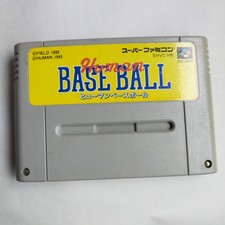 ©FIELD 1993
©HUMAN 1993
スーパーファミコン
SHVC-H6
Human
BASE BALL
ヒューマンベースボール